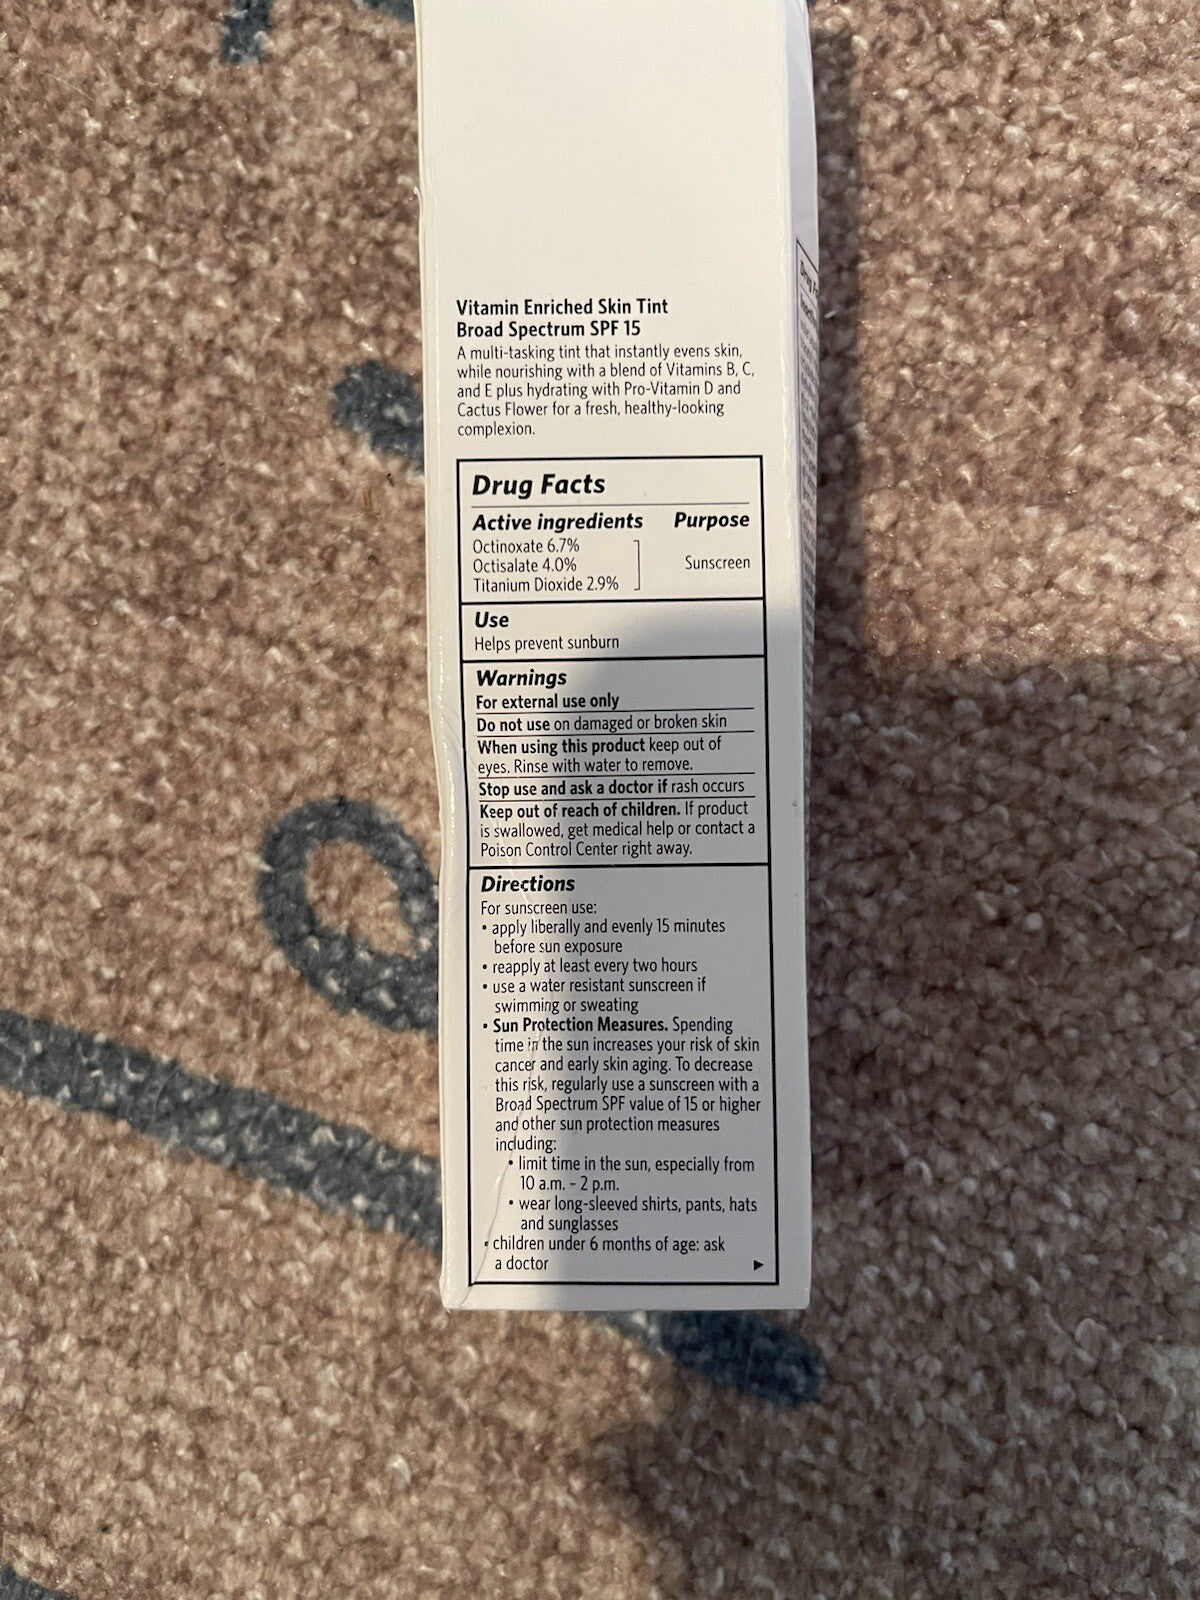 Vitamin Enriched Skin Tint
Broad Spectrum SPF 15
A multi-tasking tint that instantly evens skin,
while nourishing with a blend of Vitamins B, C,
and E plus hydrating with Pro-Vitamin D and
Cactus Flower for a fresh, healthy-looking
complexion.
Drug Facts
Active ingredients Purpose
Octinoxate 6.7%
Octisalate 4.0% Sunscreen
Titanium Dioxide 2.9%
Use
Helps prevent sunburn
Warnings
For external use only
Do not use on damaged or broken skin
When using this product keep out of
eyes. Rinse with water to remove.
Stop use and ask a doctor if rash occurs
Keep out of reach of children. If product
is swallowed, get medical help or contact a
Poison Control Center right away.
Directions
For sunscreen use:
• apply liberally and evenly 15 minutes
before sun exposure
• reapply at least every two hours
• use a water resistant sunscreen if
swimming or sweating
• Sun Protection Measures. Spending
time in the sun increases your risk of skin
cancer and early skin aging. To decrease
this risk, regularly use a sunscreen with a
Broad Spectrum SPF value of 15 or higher
and other sun protection measures
including:
• limit time in the sun, especially from
10 a.m. – 2 p.m.
• wear long-sleeved shirts, pants, hats
and sunglasses
• children under 6 months of age: ask
a doctor